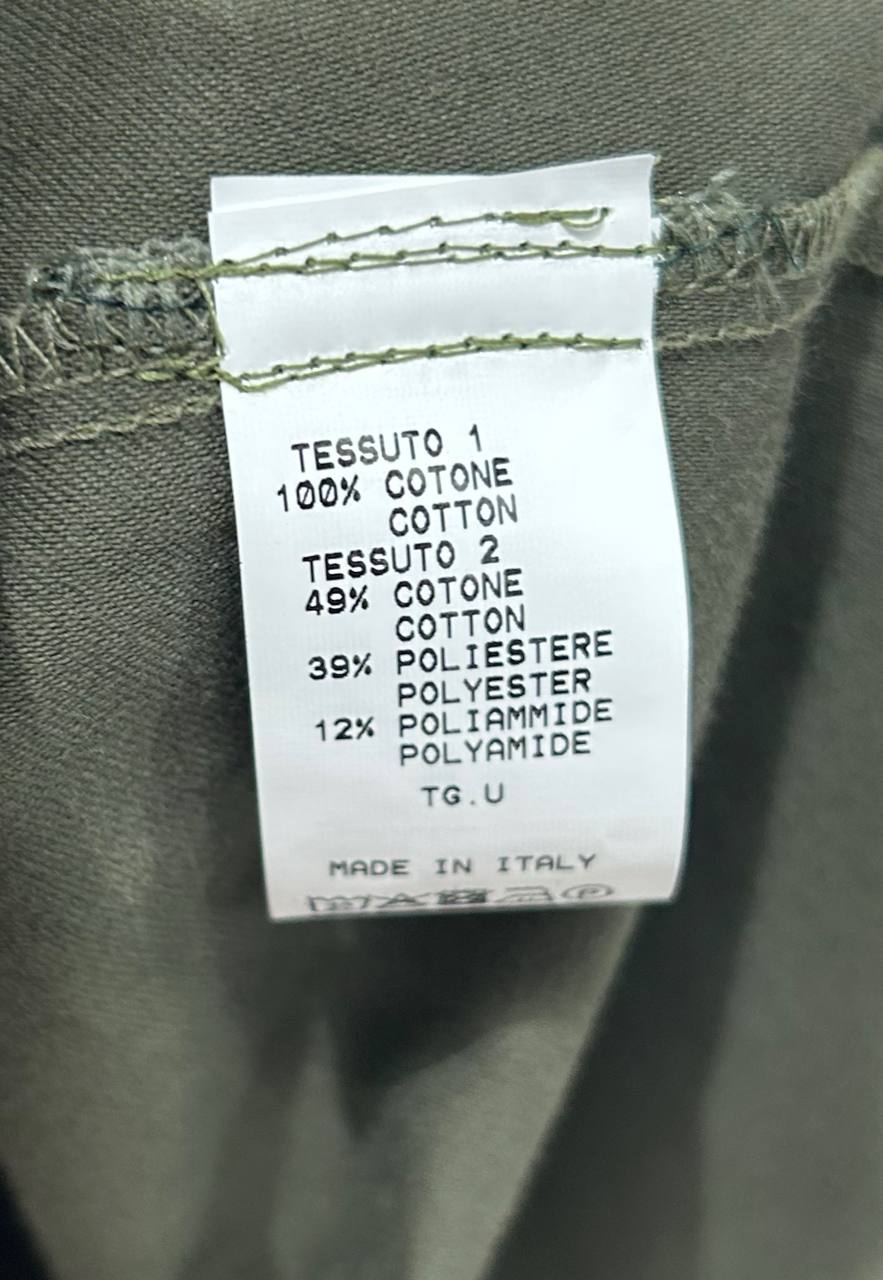 TESSUTO 1
100% COTONE
COTTON
TESSUTO 2
49% COTONE
COTTON
39% POLIESTERE
POLYESTER
12% POLIAMMIDE
POLYAMIDE
TG.U
MADE IN ITALY